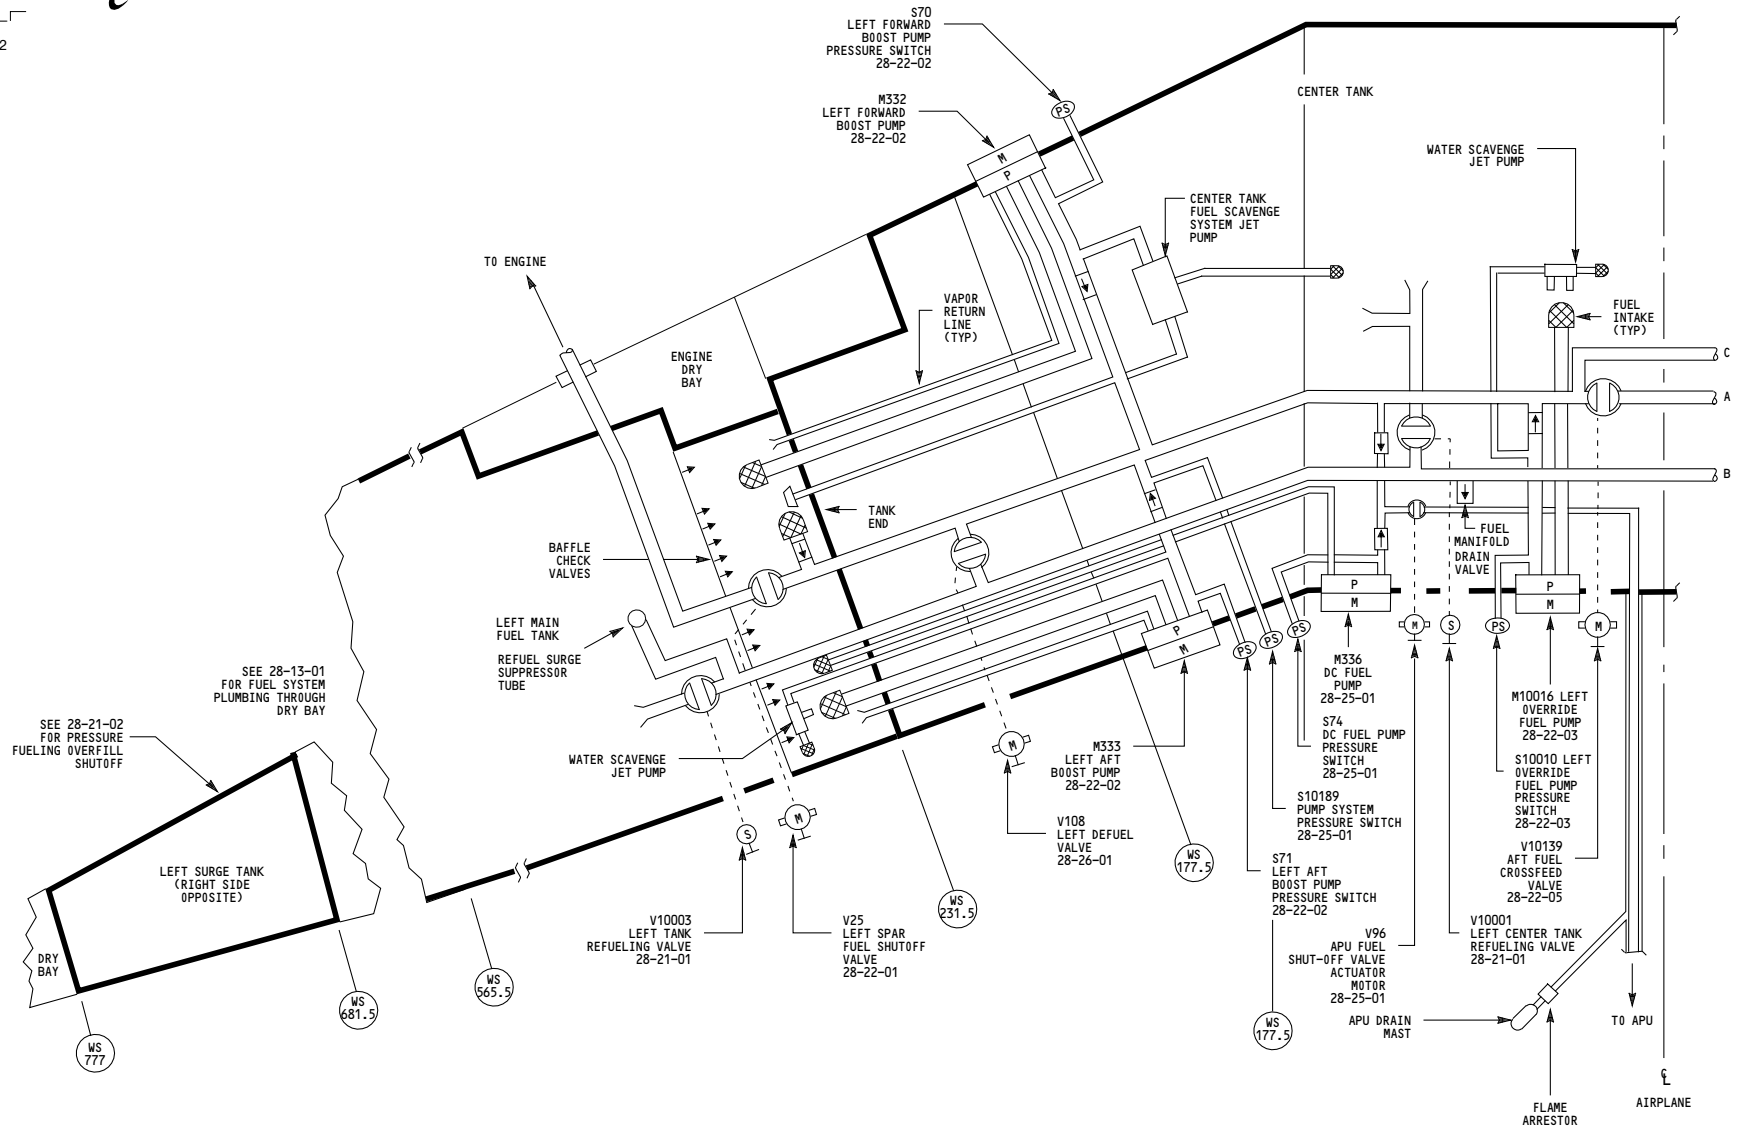 2
S70
LEFT FORWARD
BOOST PUMP
PRESSURE SWITCH
28-22-02
PS
CENTER TANK
M332
LEFT FORWARD
BOOST PUMP
28-22-02
M
P
WATER SCAVENGE
JET PUMP
CENTER TANK
FUEL SCAVENGE
SYSTEM JET
PUMP
TO ENGINE
VAPOR
RETURN
LINE
(TYP)
FUEL
INTAKE
(TYP)
ENGINE
DRY
BAY
C
A
B
TANK
END
FUEL
MANIFOLD
DRAIN
VALVE
BAFFLE
CHECK
VALVES
P
M
P
M
LEFT MAIN
FUEL TANK
REFUEL SURGE
SUPPRESSOR
TUBE
P
M
PS
PS
PS
M
S
PS
M
SEE 28-13-01
FOR FUEL SYSTEM
PLUMBING THROUGH
DRY BAY
SEE 28-21-02
FOR PRESSURE
FUELING OVERFILL
SHUTOFF
WATER SCAVENGE
JET PUMP
M
M333
LEFT AFT
BOOST PUMP
28-22-02
M336
DC FUEL
PUMP
28-25-01
S74
DC FUEL PUMP
PRESSURE
SWITCH
28-25-01
M10016 LEFT
OVERRIDE
FUEL PUMP
28-22-03
S10010 LEFT
OVERRIDE
FUEL PUMP
PRESSURE
SWITCH
28-22-03
S10189
PUMP SYSTEM
PRESSURE SWITCH
28-25-01
S
M
V108
LEFT DEFUEL
VALVE
28-26-01
WS
177.5
S71
LEFT AFT
BOOST PUMP
PRESSURE SWITCH
28-22-02
V10139
AFT FUEL
CROSSFEED
VALVE
28-22-05
LEFT SURGE TANK
(RIGHT SIDE
OPPOSITE)
V10003
LEFT TANK
REFUELING VALVE
28-21-01
V25
LEFT SPAR
FUEL SHUTOFF
VALVE
28-22-01
WS
231.5
V96
APU FUEL
SHUT-OFF VALVE
ACTUATOR
MOTOR
28-25-01
V10001
LEFT CENTER TANK
REFUELING VALVE
28-21-01
DRY
BAY
WS
565.5
WS
681.5
WS
777
WS
177.5
APU DRAIN
MAST
TO APU
FLAME
ARRESTOR
CL
AIRPLANE